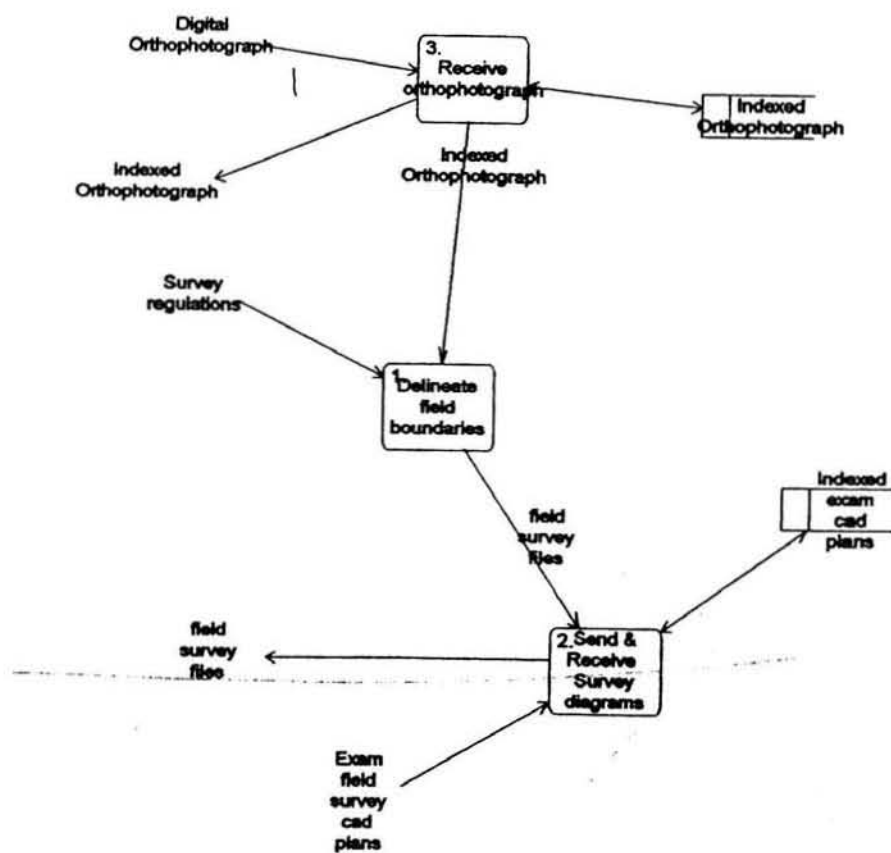 Digital
Orthophotograph
3.
Receive
orthophotograph
Indexed
Orthophotograph
Indexed
Orthophotograph
Indexed
Orthophotograph
Survey
regulations
1.
Delineate
field
boundaries
field
survey
files
Indexed
exam
cad
plans
field
survey
files
2. Send &
Receive
Survey
diagrams
Exam
field
survey
cad
plans